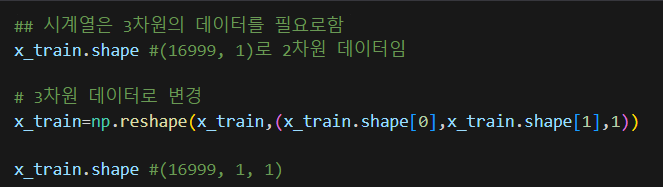 ## 시계열은 3차원의 데이터를 필요로함
x_train.shape #(16999, 1)로 2차원 데이터임
# 3차원 데이터로 변경
x_train=np.reshape(x_train,(x_train.shape[0],x_train.shape[1],1))
x_train.shape #(16999, 1, 1)